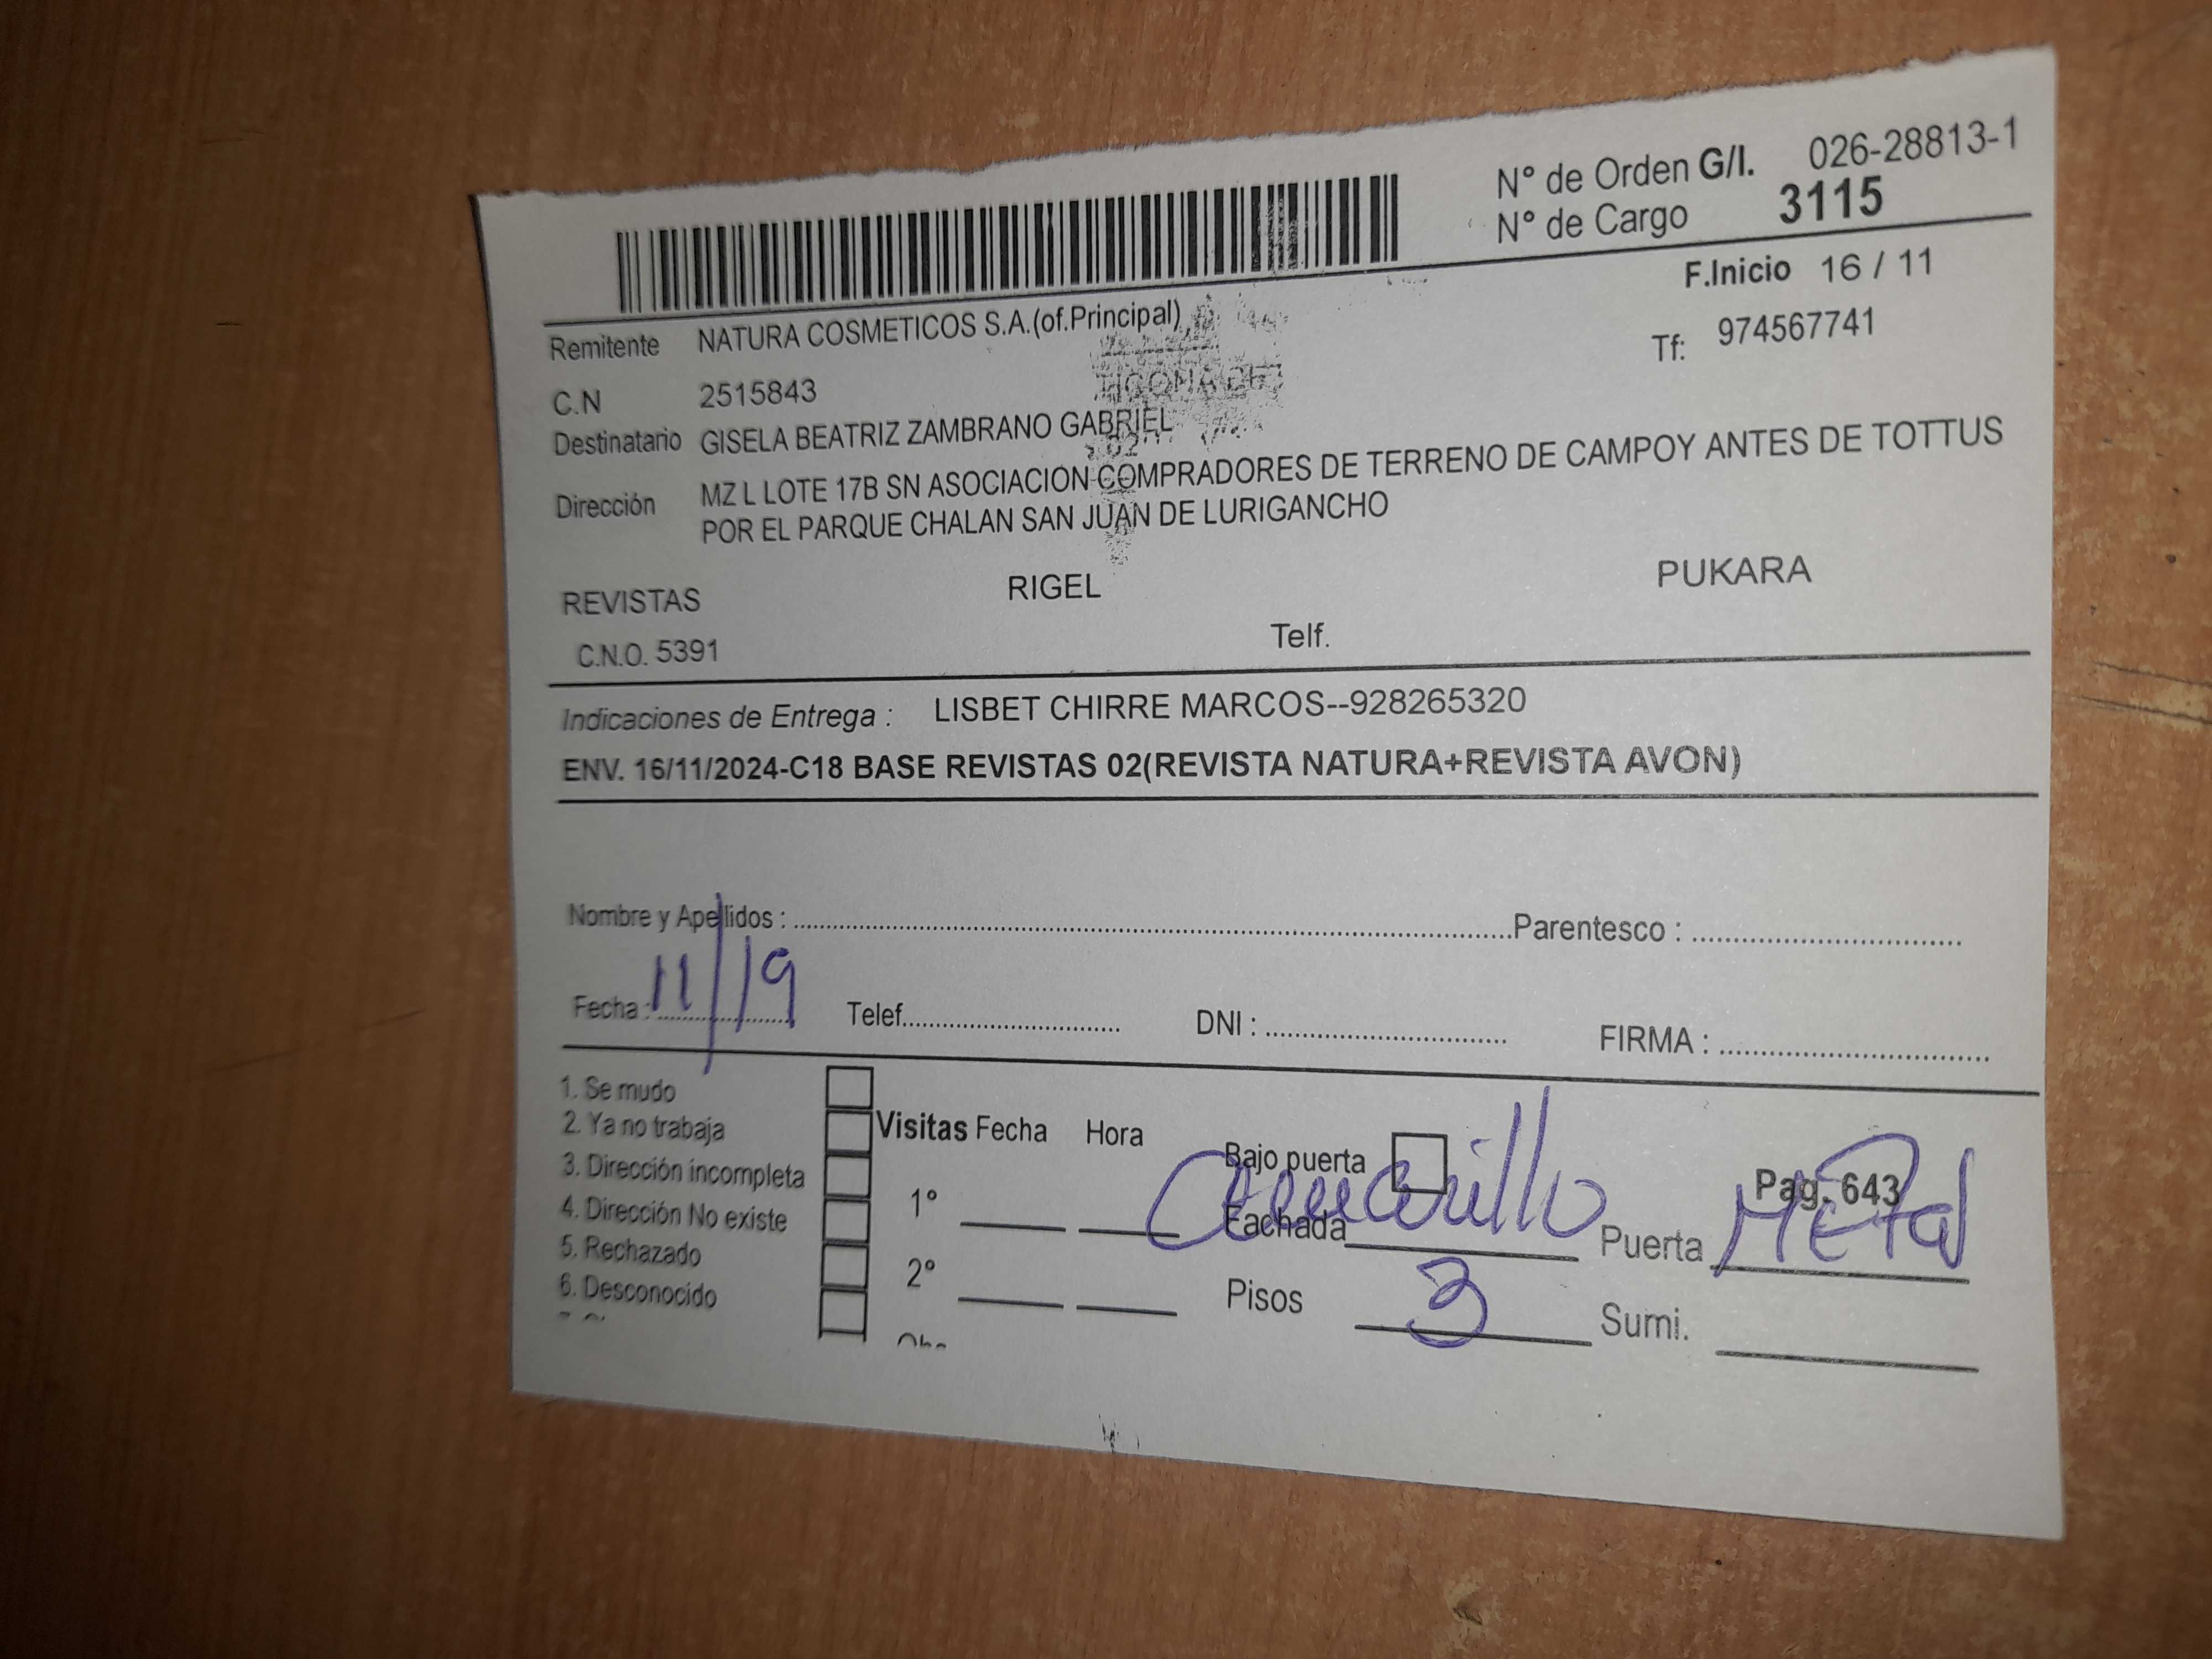 N° de Orden G/I. 026-28813-1
N° de Cargo 3115
F.Inicio 16 / 11
Remitente NATURA COSMETICOS S.A.(of.Principal)
Tf: 974567741
C.N 2515843
Destinatario GISELA BEATRIZ ZAMBRANO GABRIEL
Dirección MZ L LOTE 17B SN ASOCIACION COMPRADORES DE TERRENO DE CAMPOY ANTES DE TOTTUS
POR EL PARQUE CHALAN SAN JUAN DE LURIGANCHO
REVISTAS RIGEL PUKARA
C.N.O. 5391 Telf.
Indicaciones de Entrega : LISBET CHIRRE MARCOS--928265320
ENV. 16/11/2024-C18 BASE REVISTAS 02(REVISTA NATURA+REVISTA AVON)
Nombre y Apellidos : Parentesco :
Fecha : 11/19 Telef. DNI : FIRMA :
1. Se mudo
2. Ya no trabaja
3. Dirección incompleta
4. Dirección No existe
5. Rechazado
6. Desconocido
Visitas Fecha Hora
1°
2°
Bajo puerta
Pag. 643
Fachada amarillo Puerta Metal
Pisos 3 Sumi.